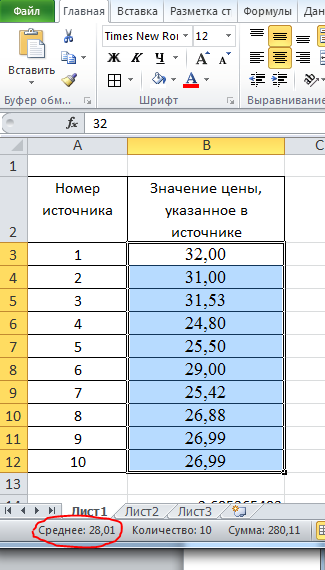 Файл Главная Вставка Разметка ст Формулы Дан
Вставить
Times New Roi 12
Ж К Ч
Буфер обм... Шрифт Выравнивание
fx 32
A B C
1
2 Номер источника Значение цены, указанное в источнике
3 1 32,00
4 2 31,00
5 3 31,53
6 4 24,80
7 5 25,50
8 6 29,00
9 7 25,42
10 8 26,88
11 9 26,99
12 10 26,99
13
Лист1 Лист2 Лист3
Среднее: 28,01 Количество: 10 Сумма: 280,11